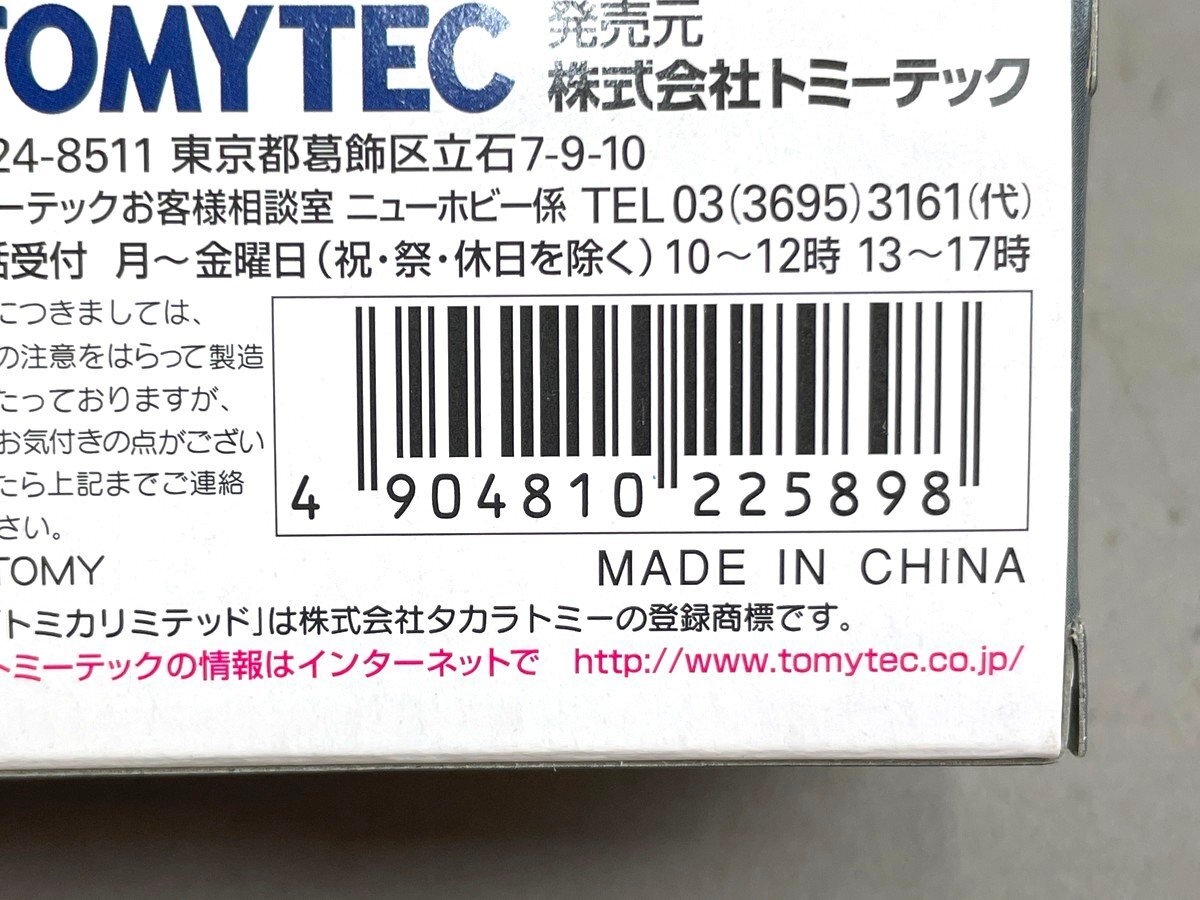 TOMYTEC 発売元
株式会社トミーテック
24-8511 東京都葛飾区立石7-9-10
ーテックお客様相談室 ニューホビー係 TEL 03(3695)3161(代)
話受付 月～金曜日(祝・祭・休日を除く)10～12時 13～17時
につきましては、
の注意をはらって製造
たっておりますが、
お気付きの点がござい
たら上記までご連絡
さい。
4 904810 225898
TOMY
MADE IN CHINA
「トミカリミテッド」は株式会社タカラトミーの登録商標です。
トミーテックの情報はインターネットで http://www.tomytec.co.jp/